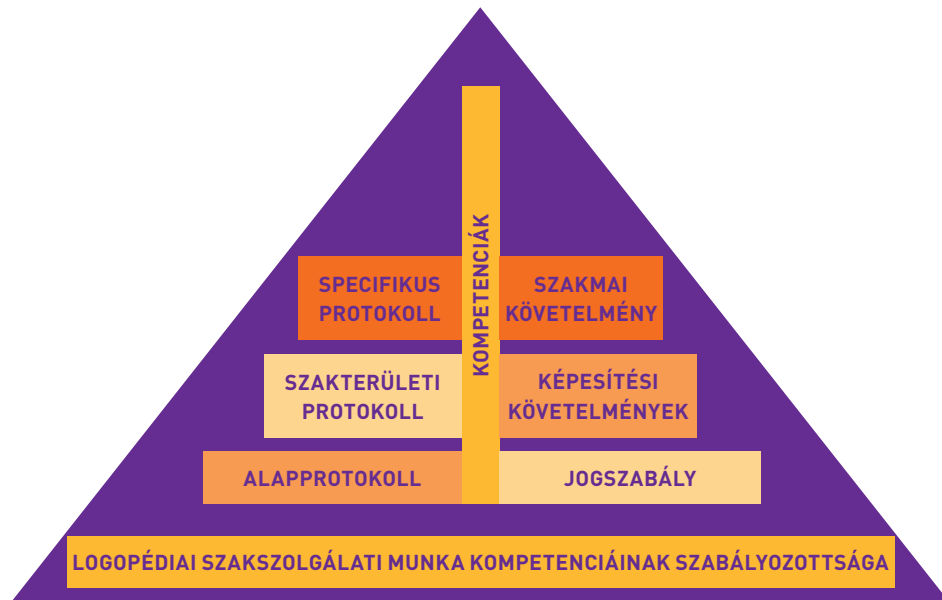 KOMPETENCIÁK
SPECIFIKUS
PROTOKOLL
SZAKMAI
KÖVETELMÉNY
SZAKTERÜLETI
PROTOKOLL
KÉPESÍTÉSI
KÖVETELMÉNYEK
ALAPPROTOKOLL
JOGSZABÁLY
LOGOPÉDIAI SZAKSZOLGÁLATI MUNKA KOMPETENCIÁINAK SZABÁLYOZOTTSÁGA